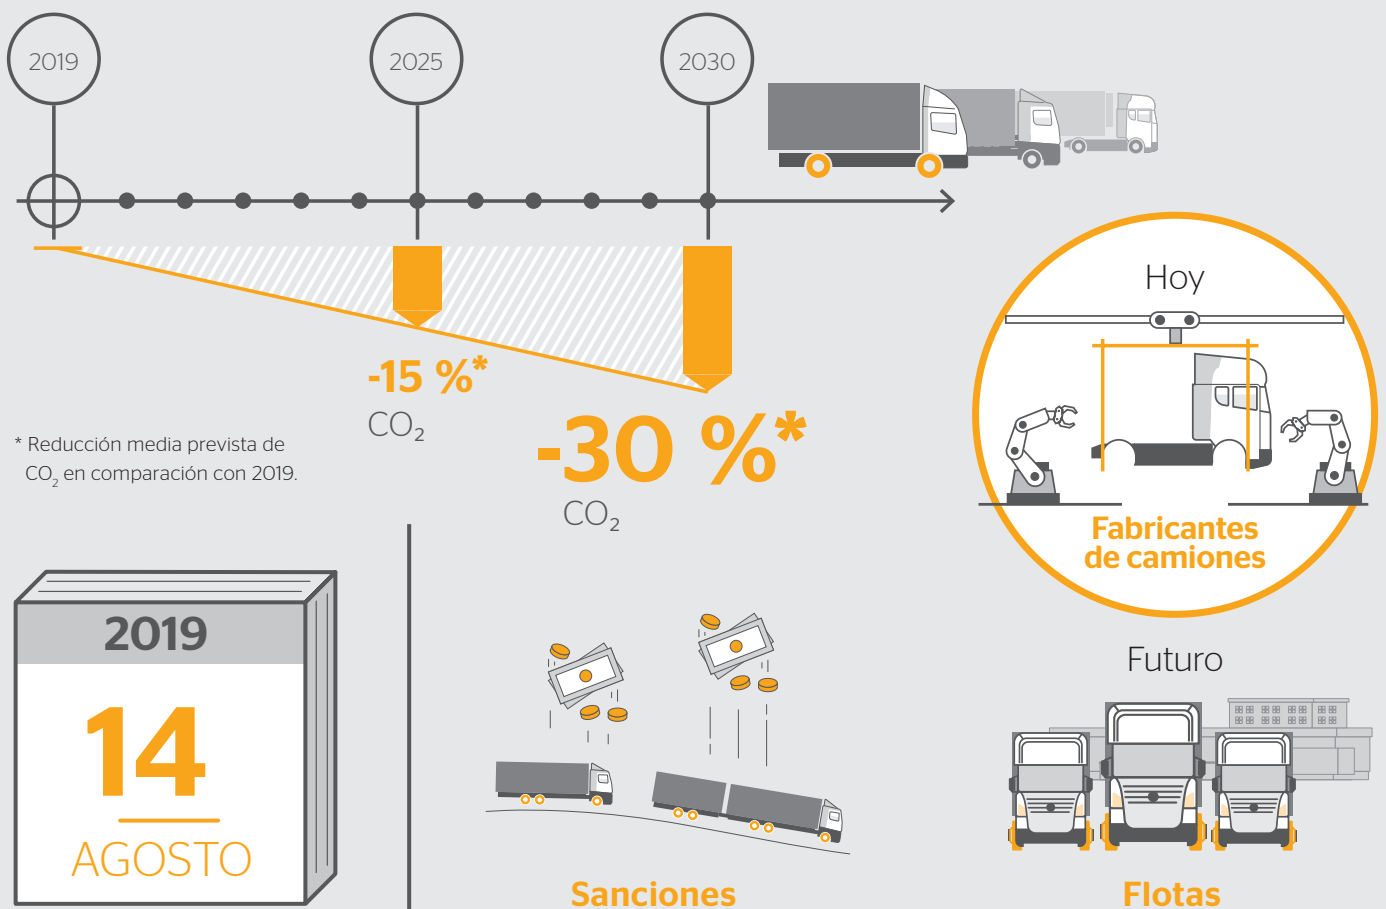 2019
2025
2030
-15 %*
CO₂
-30 %*
CO₂
* Reducción media prevista de
CO₂ en comparación con 2019.
Hoy
Fabricantes
de camiones
2019
14
AGOSTO
Sanciones
Futuro
Flotas